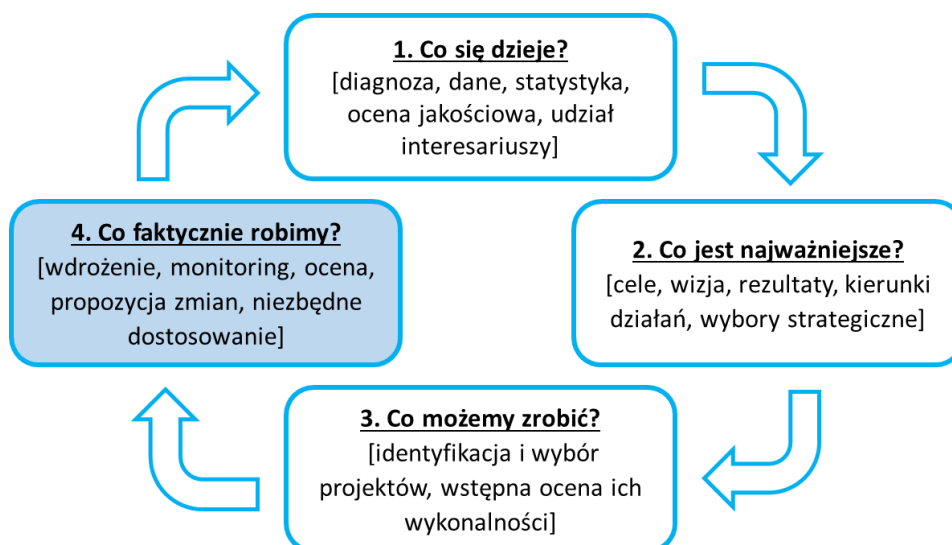 1. Co się dzieje?
[diagnoza, dane, statystyka,
ocena jakościowa, udział
interesariuszy]
2. Co jest najważniejsze?
[cele, wizja, rezultaty, kierunki
działań, wybory strategiczne]
3. Co możemy zrobić?
[identyfikacja i wybór
projektów, wstępna ocena ich
wykonalności]
4. Co faktycznie robimy?
[wdrożenie, monitoring, ocena,
propozycja zmian, niezbędne
dostosowanie]